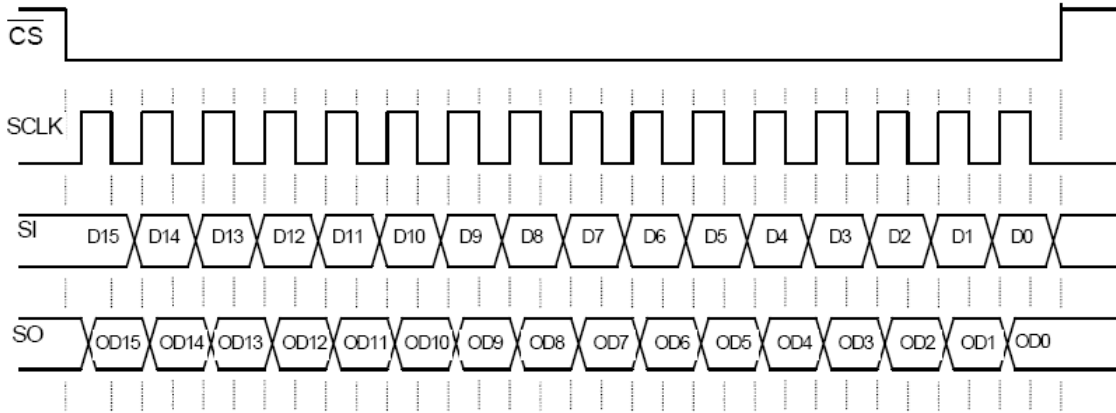 C̅S̅
SCLK
SI D15 D14 D13 D12 D11 D10 D9 D8 D7 D6 D5 D4 D3 D2 D1 D0
SO OD15 OD14 OD13 OD12 OD11 OD10 OD9 OD8 OD7 OD6 OD5 OD4 OD3 OD2 OD1 OD0